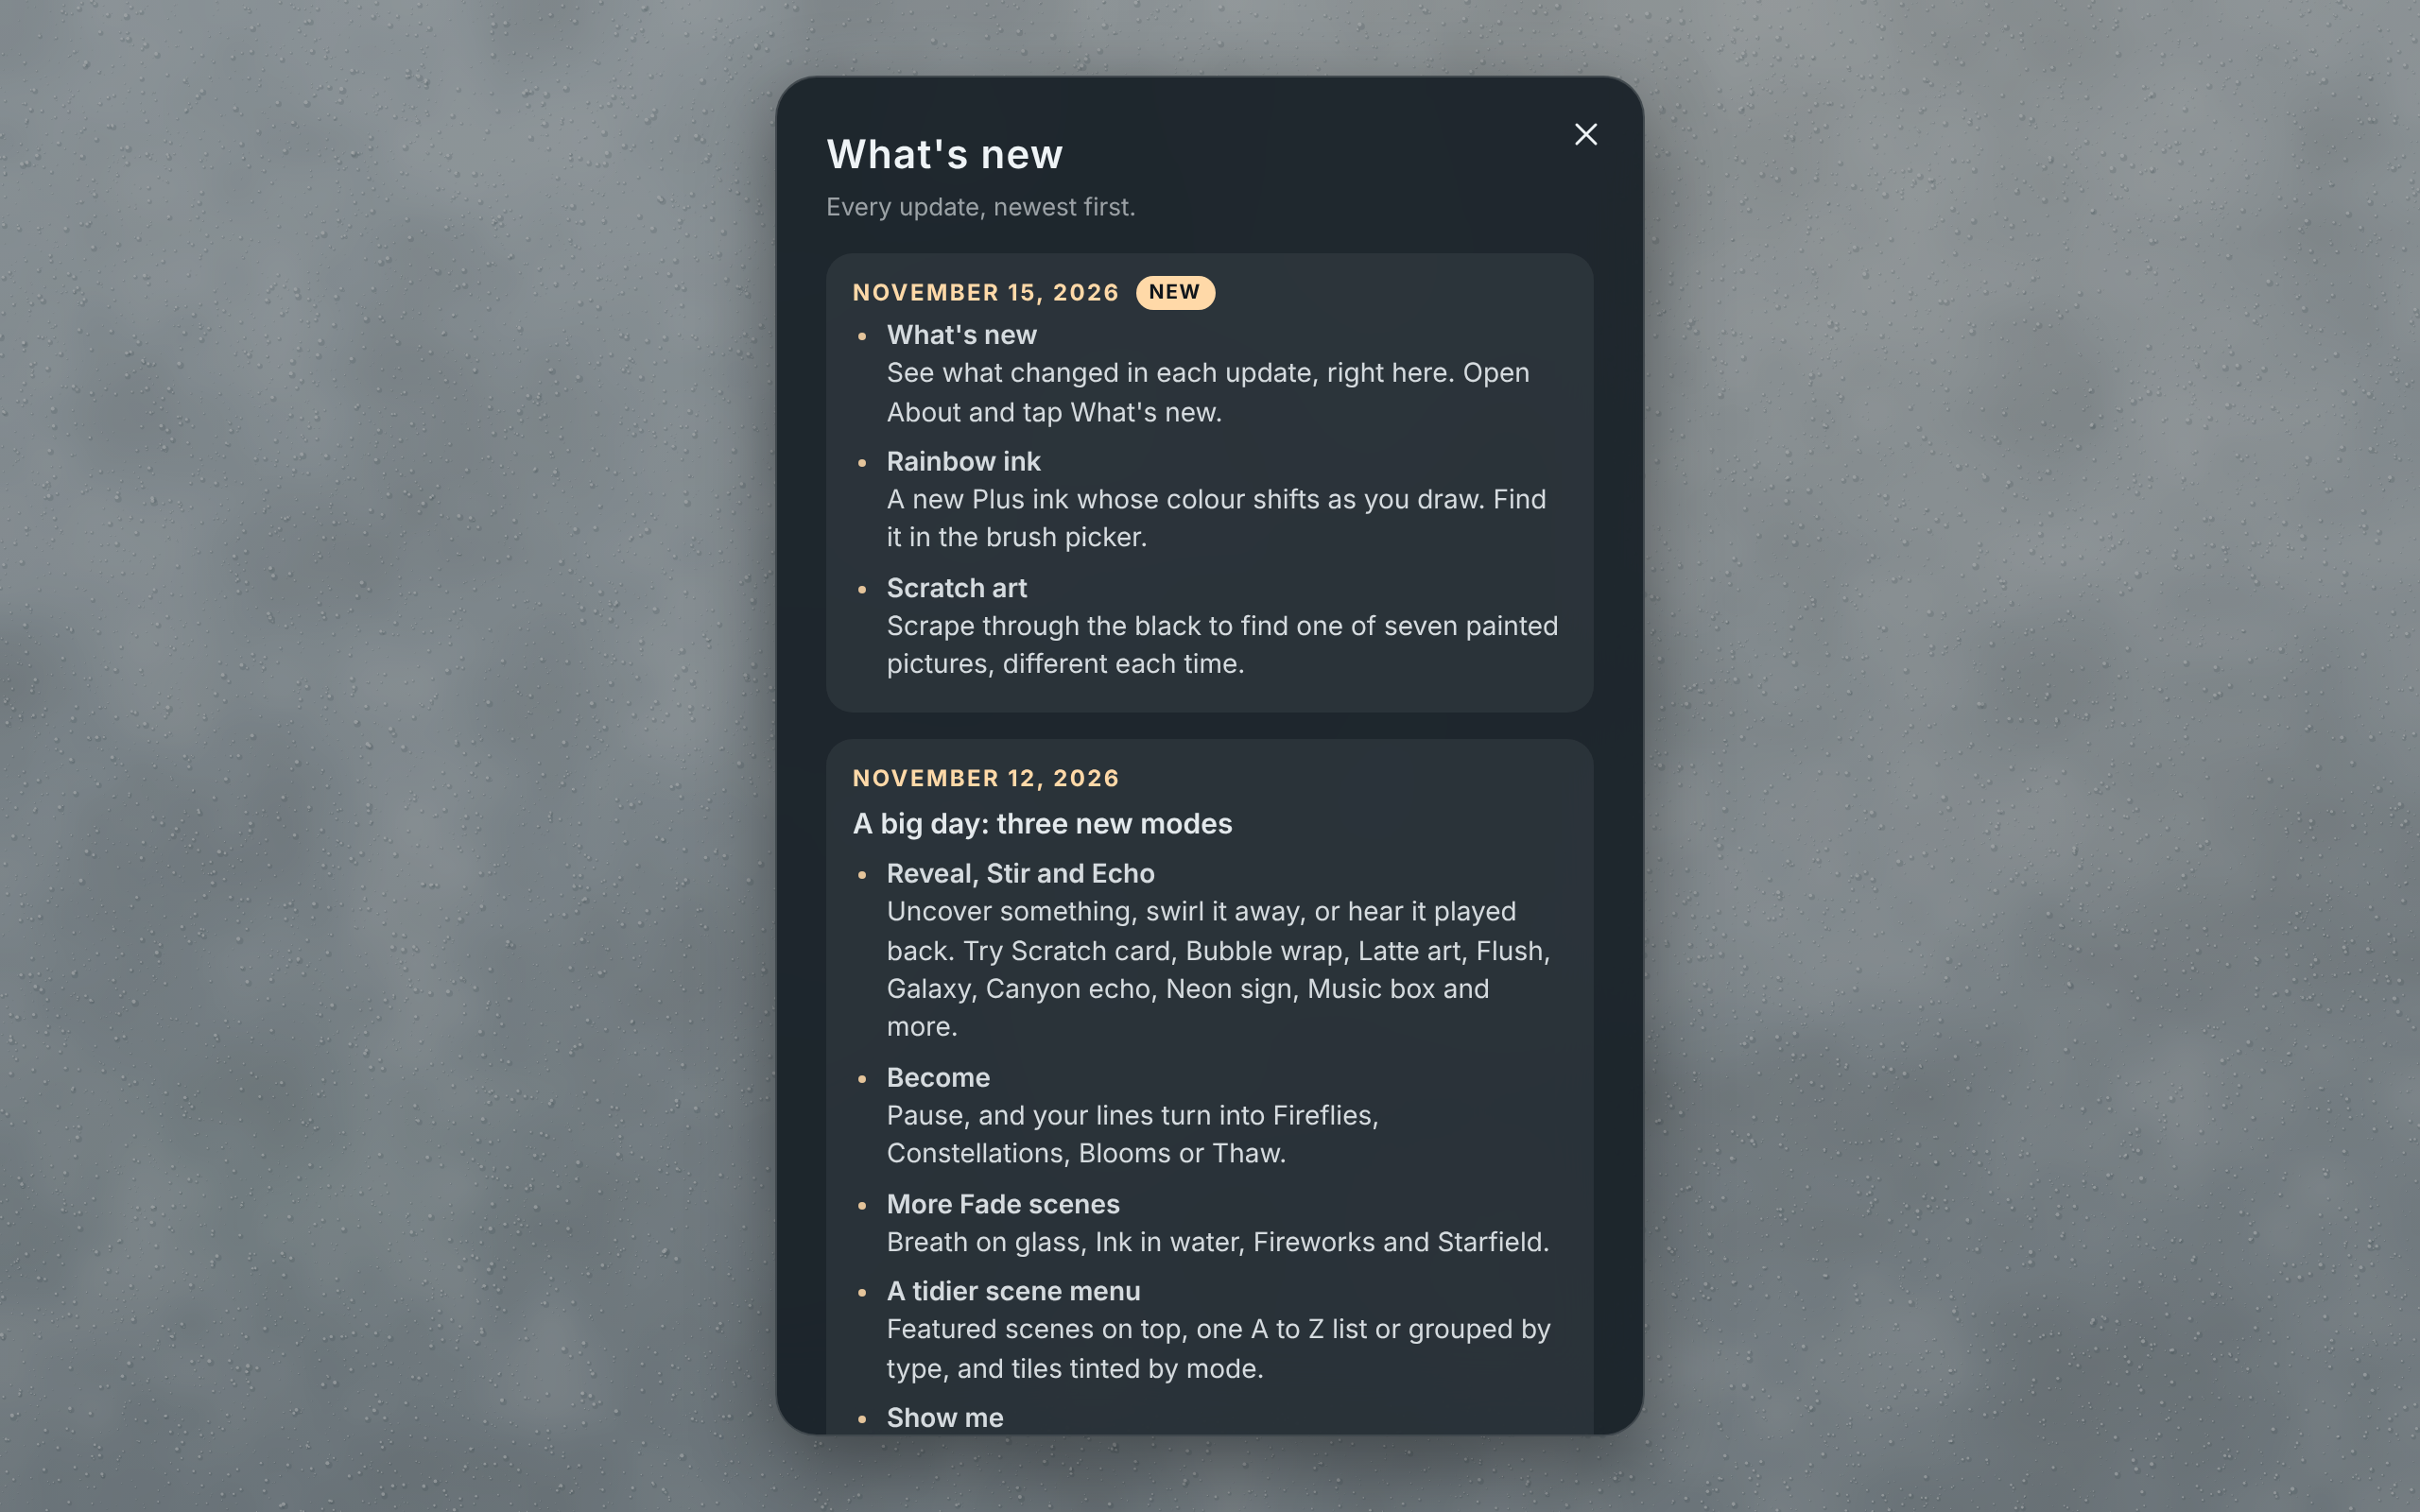 What's new
Every update, newest first.
NOVEMBER 15, 2026 NEW
• What's new
See what changed in each update, right here. Open
About and tap What's new.
• Rainbow ink
A new Plus ink whose colour shifts as you draw. Find
it in the brush picker.
• Scratch art
Scrape through the black to find one of seven painted
pictures, different each time.
NOVEMBER 12, 2026
A big day: three new modes
• Reveal, Stir and Echo
Uncover something, swirl it away, or hear it played
back. Try Scratch card, Bubble wrap, Latte art, Flush,
Galaxy, Canyon echo, Neon sign, Music box and
more.
• Become
Pause, and your lines turn into Fireflies,
Constellations, Blooms or Thaw.
• More Fade scenes
Breath on glass, Ink in water, Fireworks and Starfield.
• A tidier scene menu
Featured scenes on top, one A to Z list or grouped by
type, and tiles tinted by mode.
• Show me